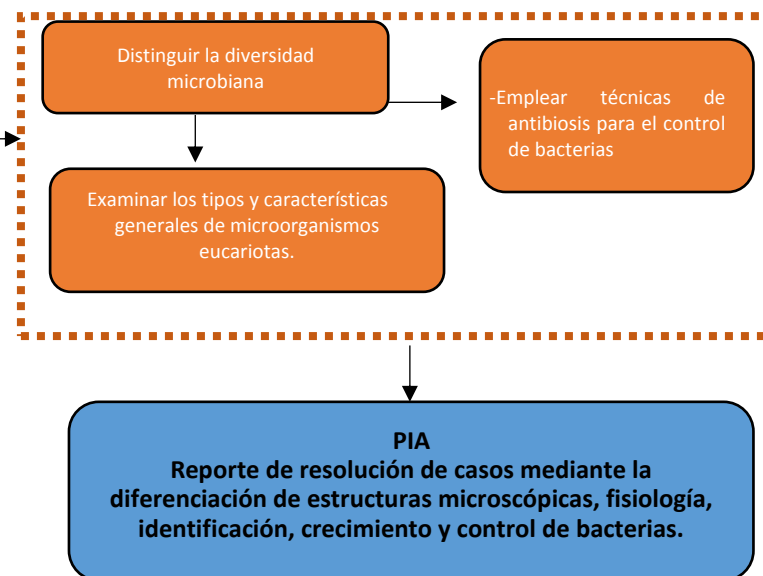 Distinguir la diversidad
microbiana
-Emplear técnicas de
antibiosis para el control
de bacterias
Examinar los tipos y características
generales de microorganismos
eucariotas.
PIA
Reporte de resolución de casos mediante la
diferenciación de estructuras microscópicas, fisiología,
identificación, crecimiento y control de bacterias.